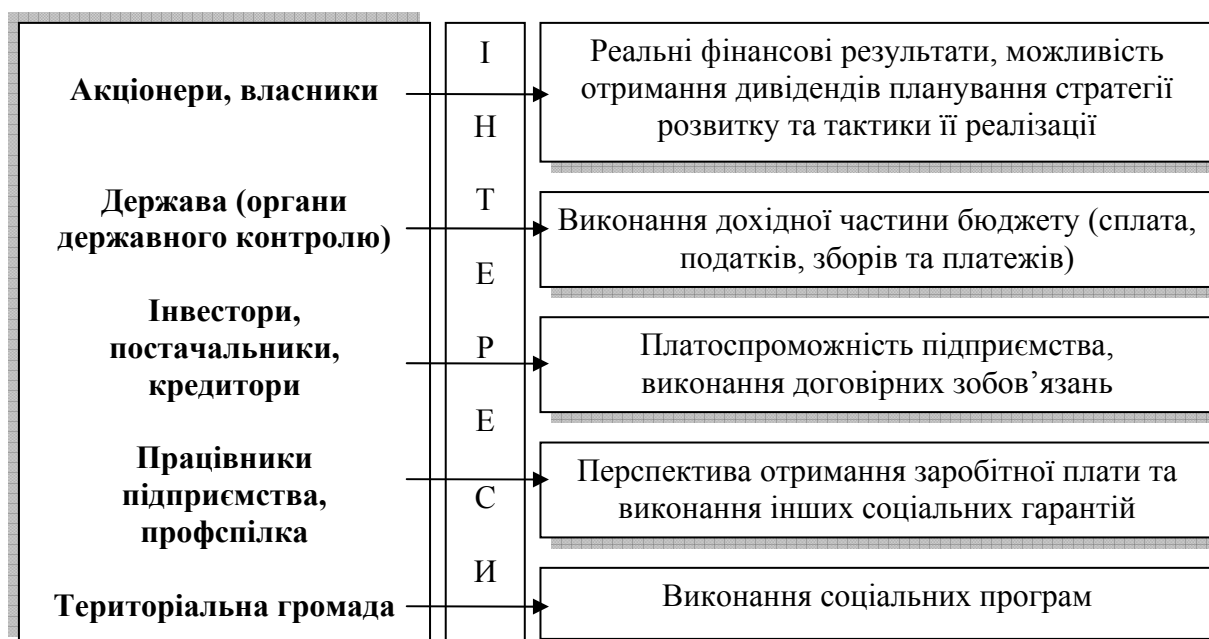 Акціонери, власники
Держава (органи
державного контролю)
Інвестори,
постачальники,
кредитори
Працівники
підприємства,
профспілка
Територіальна громада
І
Н
Т
Е
Р
Е
С
И
Реальні фінансові результати, можливість
отримання дивідендів планування стратегії
розвитку та тактики її реалізації
Виконання дохідної частини бюджету (сплата,
податків, зборів та платежів)
Платоспроможність підприємства,
виконання договірних зобов’язань
Перспектива отримання заробітної плати та
виконання інших соціальних гарантій
Виконання соціальних програм